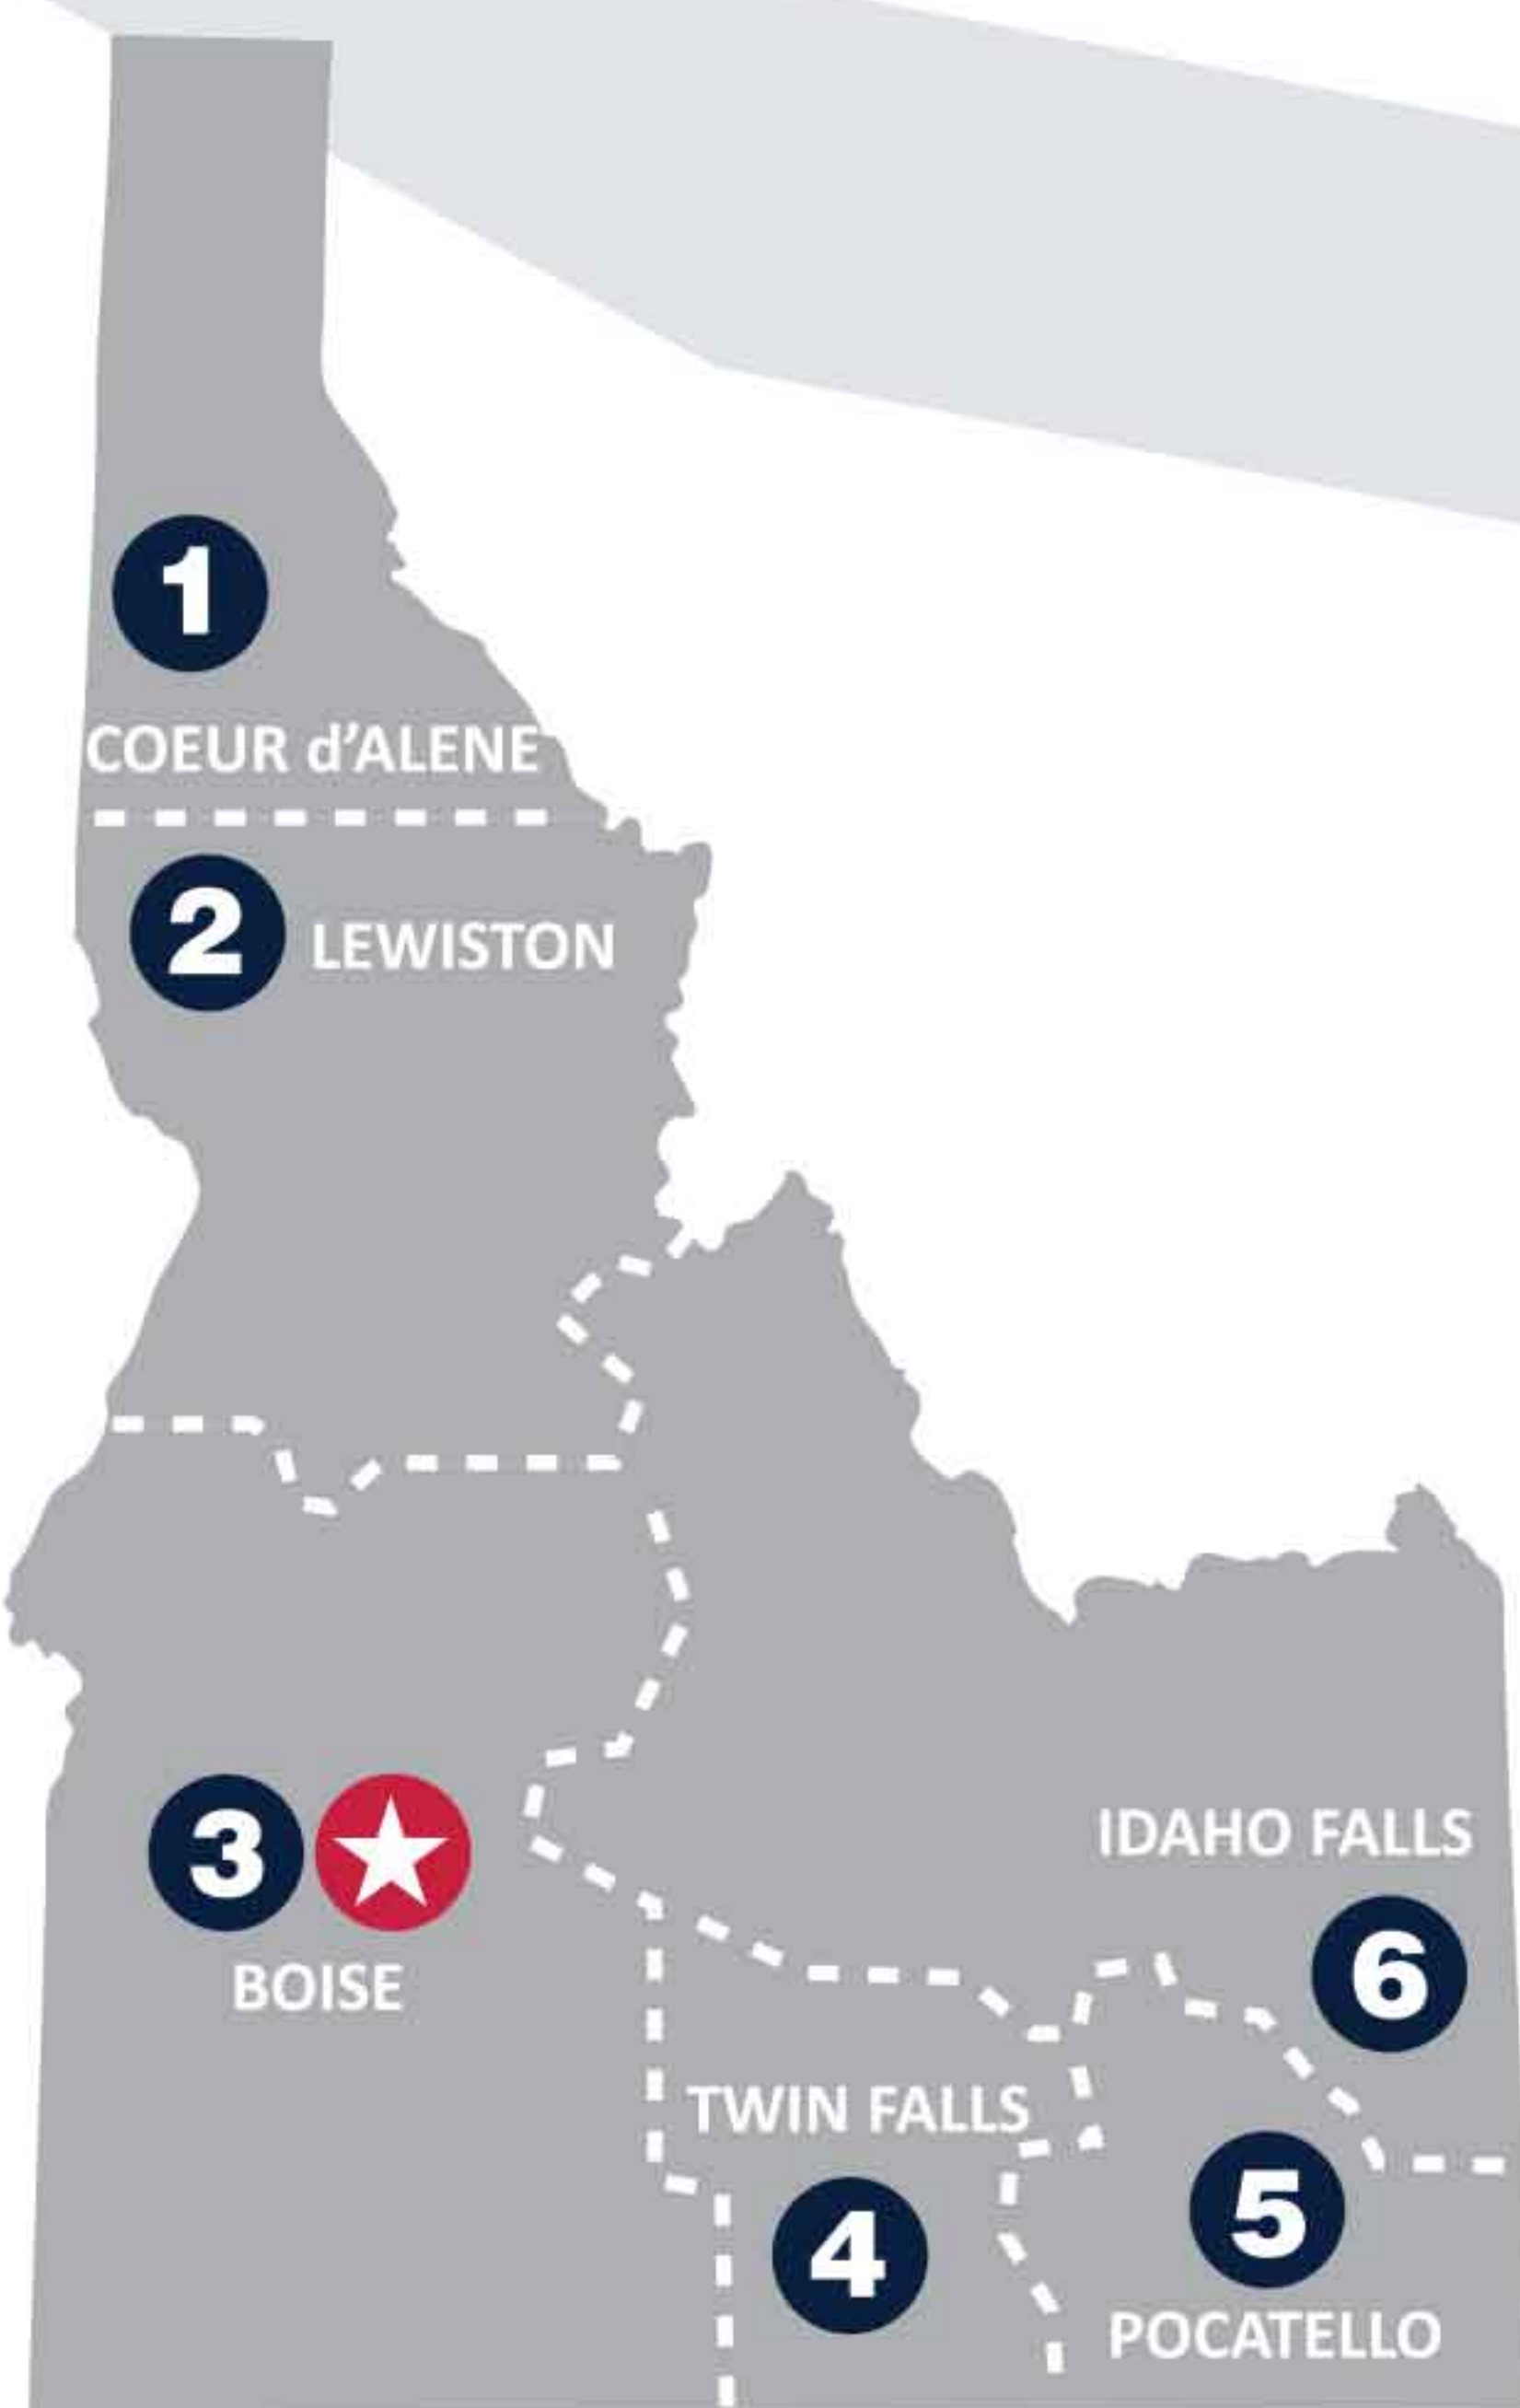 1
COEUR d'ALENE
2 LEWISTON
3
BOISE
IDAHO FALLS
6
TWIN FALLS
4
5
POCATELLO